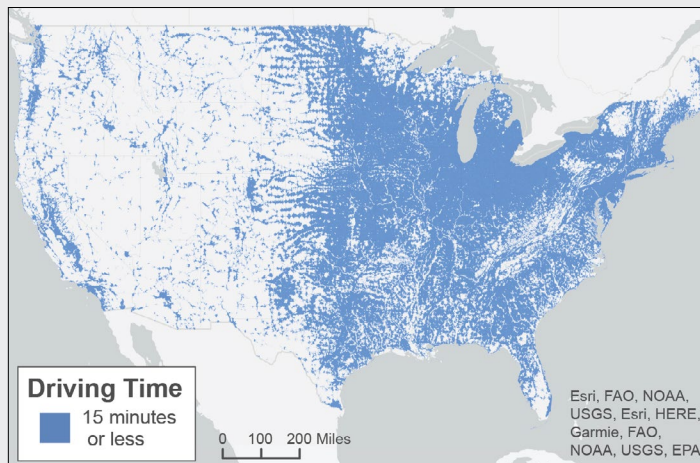 Driving Time
15 minutes
or less
0 100 200 Miles
Esri, FAO, NOAA,
USGS, Esri, HERE,
Garmie, FAO,
NOAA, USGS, EPA